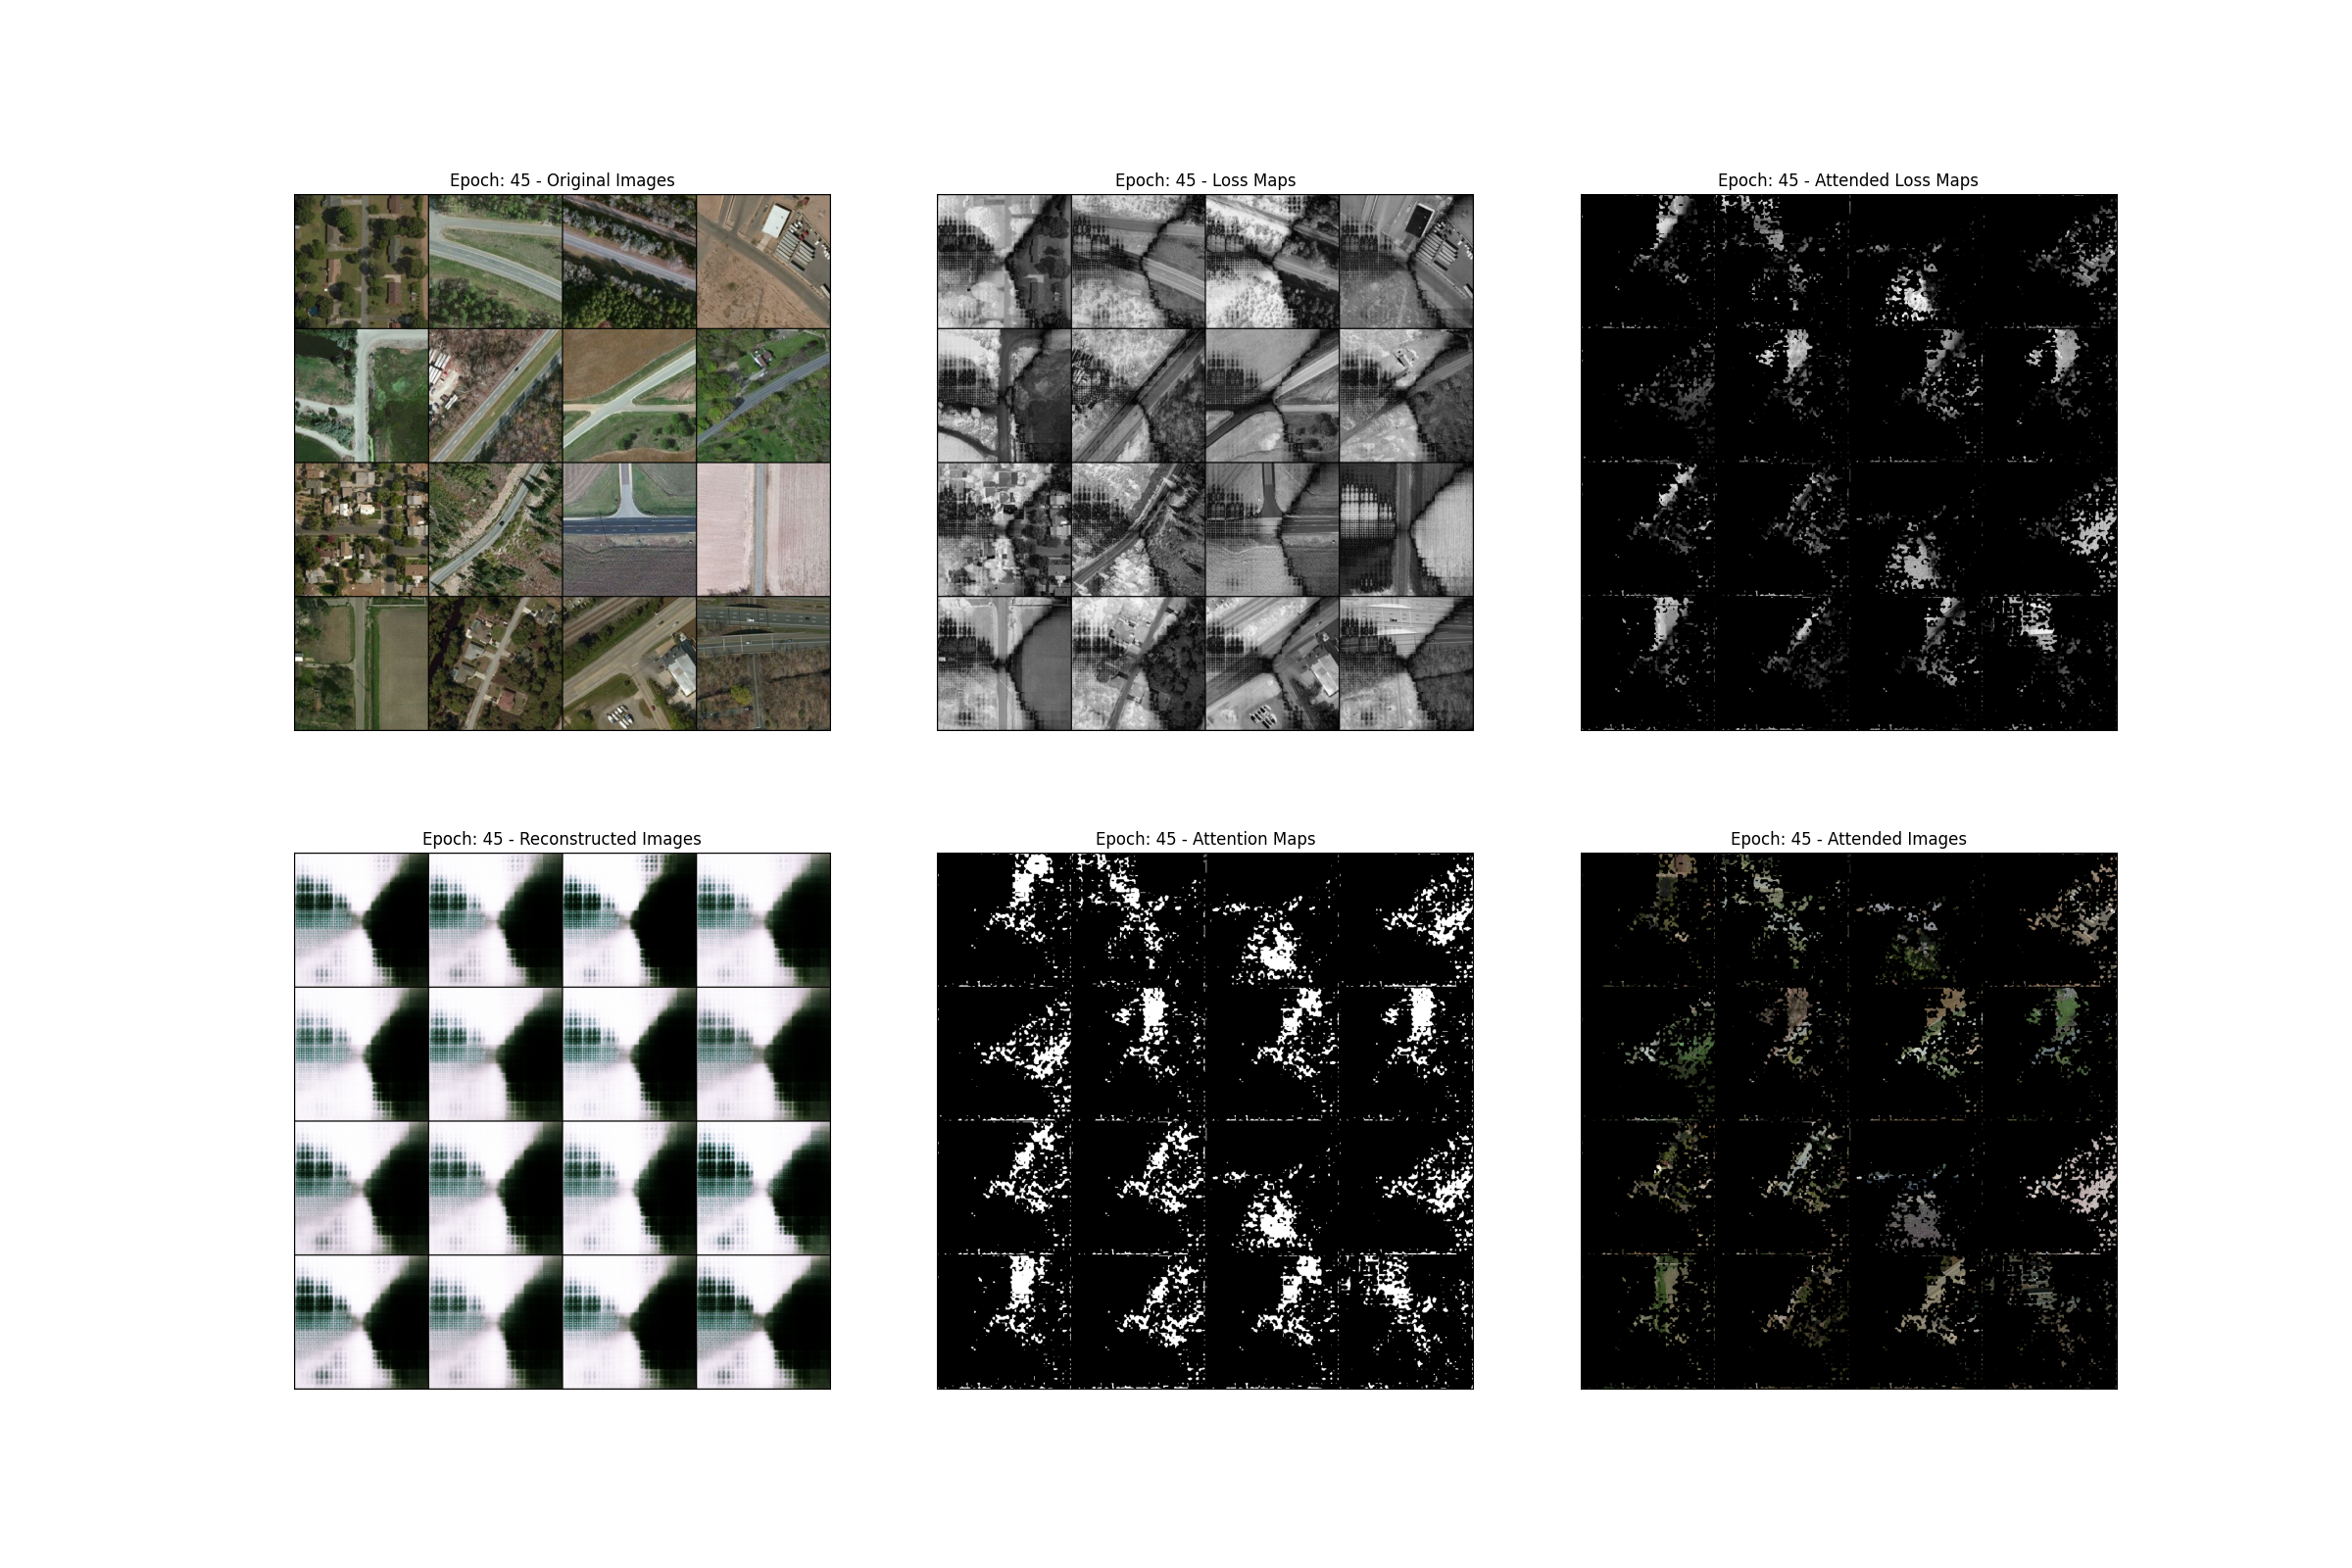 Epoch: 45 - Original Images
Epoch: 45 - Loss Maps
Epoch: 45 - Attended Loss Maps
Epoch: 45 - Reconstructed Images
Epoch: 45 - Attention Maps
Epoch: 45 - Attended Images